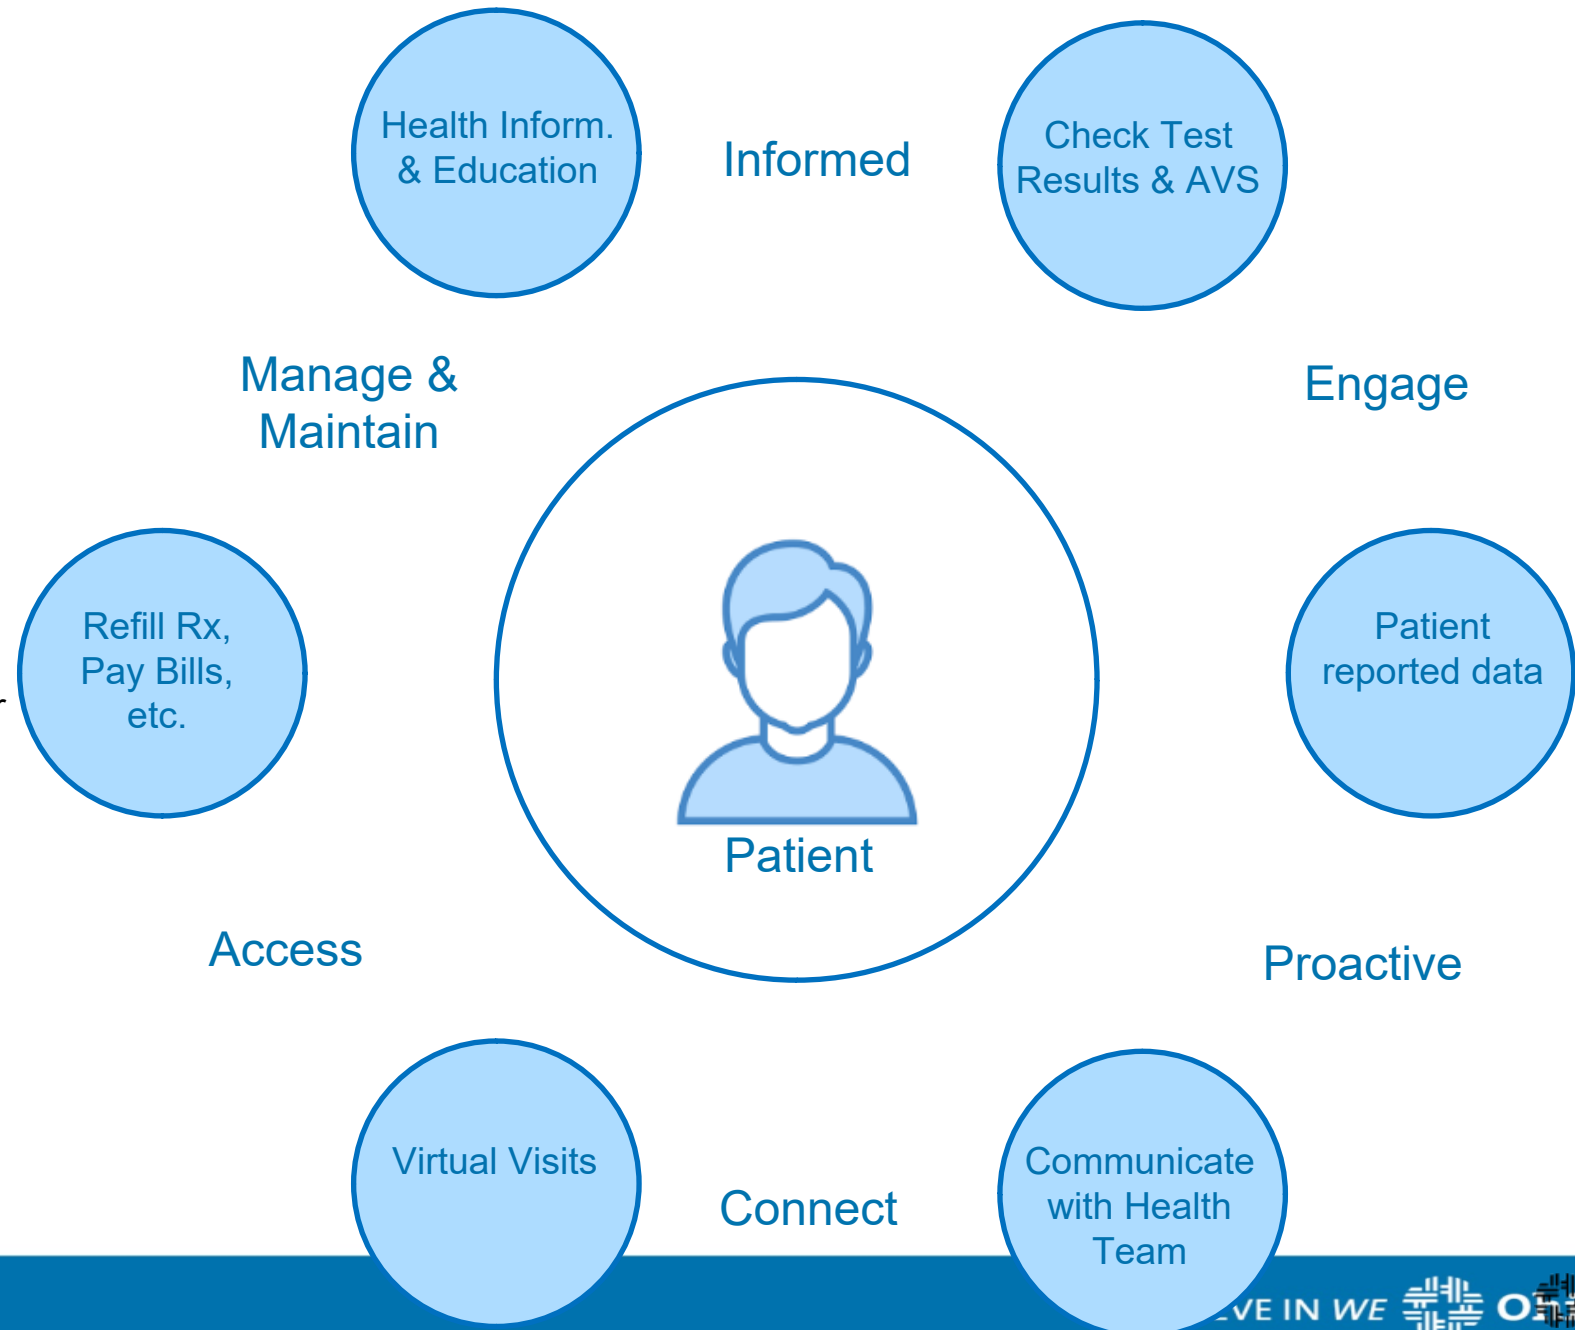 Health Inform.
& Education
Informed
Check Test
Results & AVS
Manage &
Maintain
Engage
Refill Rx,
Pay Bills,
etc.
Patient
reported data
Patient
Access
Proactive
Virtual Visits
Connect
Communicate
with Health
Team
IN WE